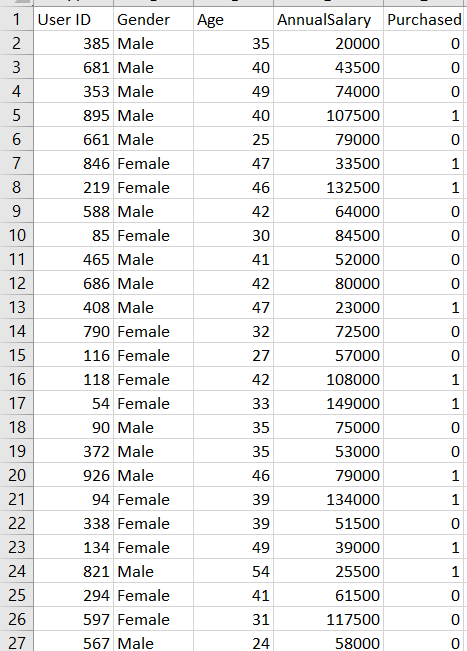 1 User ID Gender Age AnnualSalary Purchased
2 385 Male 35 20000 0
3 681 Male 40 43500 0
4 353 Male 49 74000 0
5 895 Male 40 107500 1
6 661 Male 25 79000 0
7 846 Female 47 33500 1
8 219 Female 46 132500 1
9 588 Male 42 64000 0
10 85 Female 30 84500 0
11 465 Male 41 52000 0
12 686 Male 42 80000 0
13 408 Male 47 23000 1
14 790 Female 32 72500 0
15 116 Female 27 57000 0
16 118 Female 42 108000 1
17 54 Female 33 149000 1
18 90 Male 35 75000 0
19 372 Male 35 53000 0
20 926 Male 46 79000 1
21 94 Female 39 134000 1
22 338 Female 39 51500 0
23 134 Female 49 39000 1
24 821 Male 54 25500 1
25 294 Female 41 61500 0
26 597 Female 31 117500 0
27 567 Male 24 58000 0